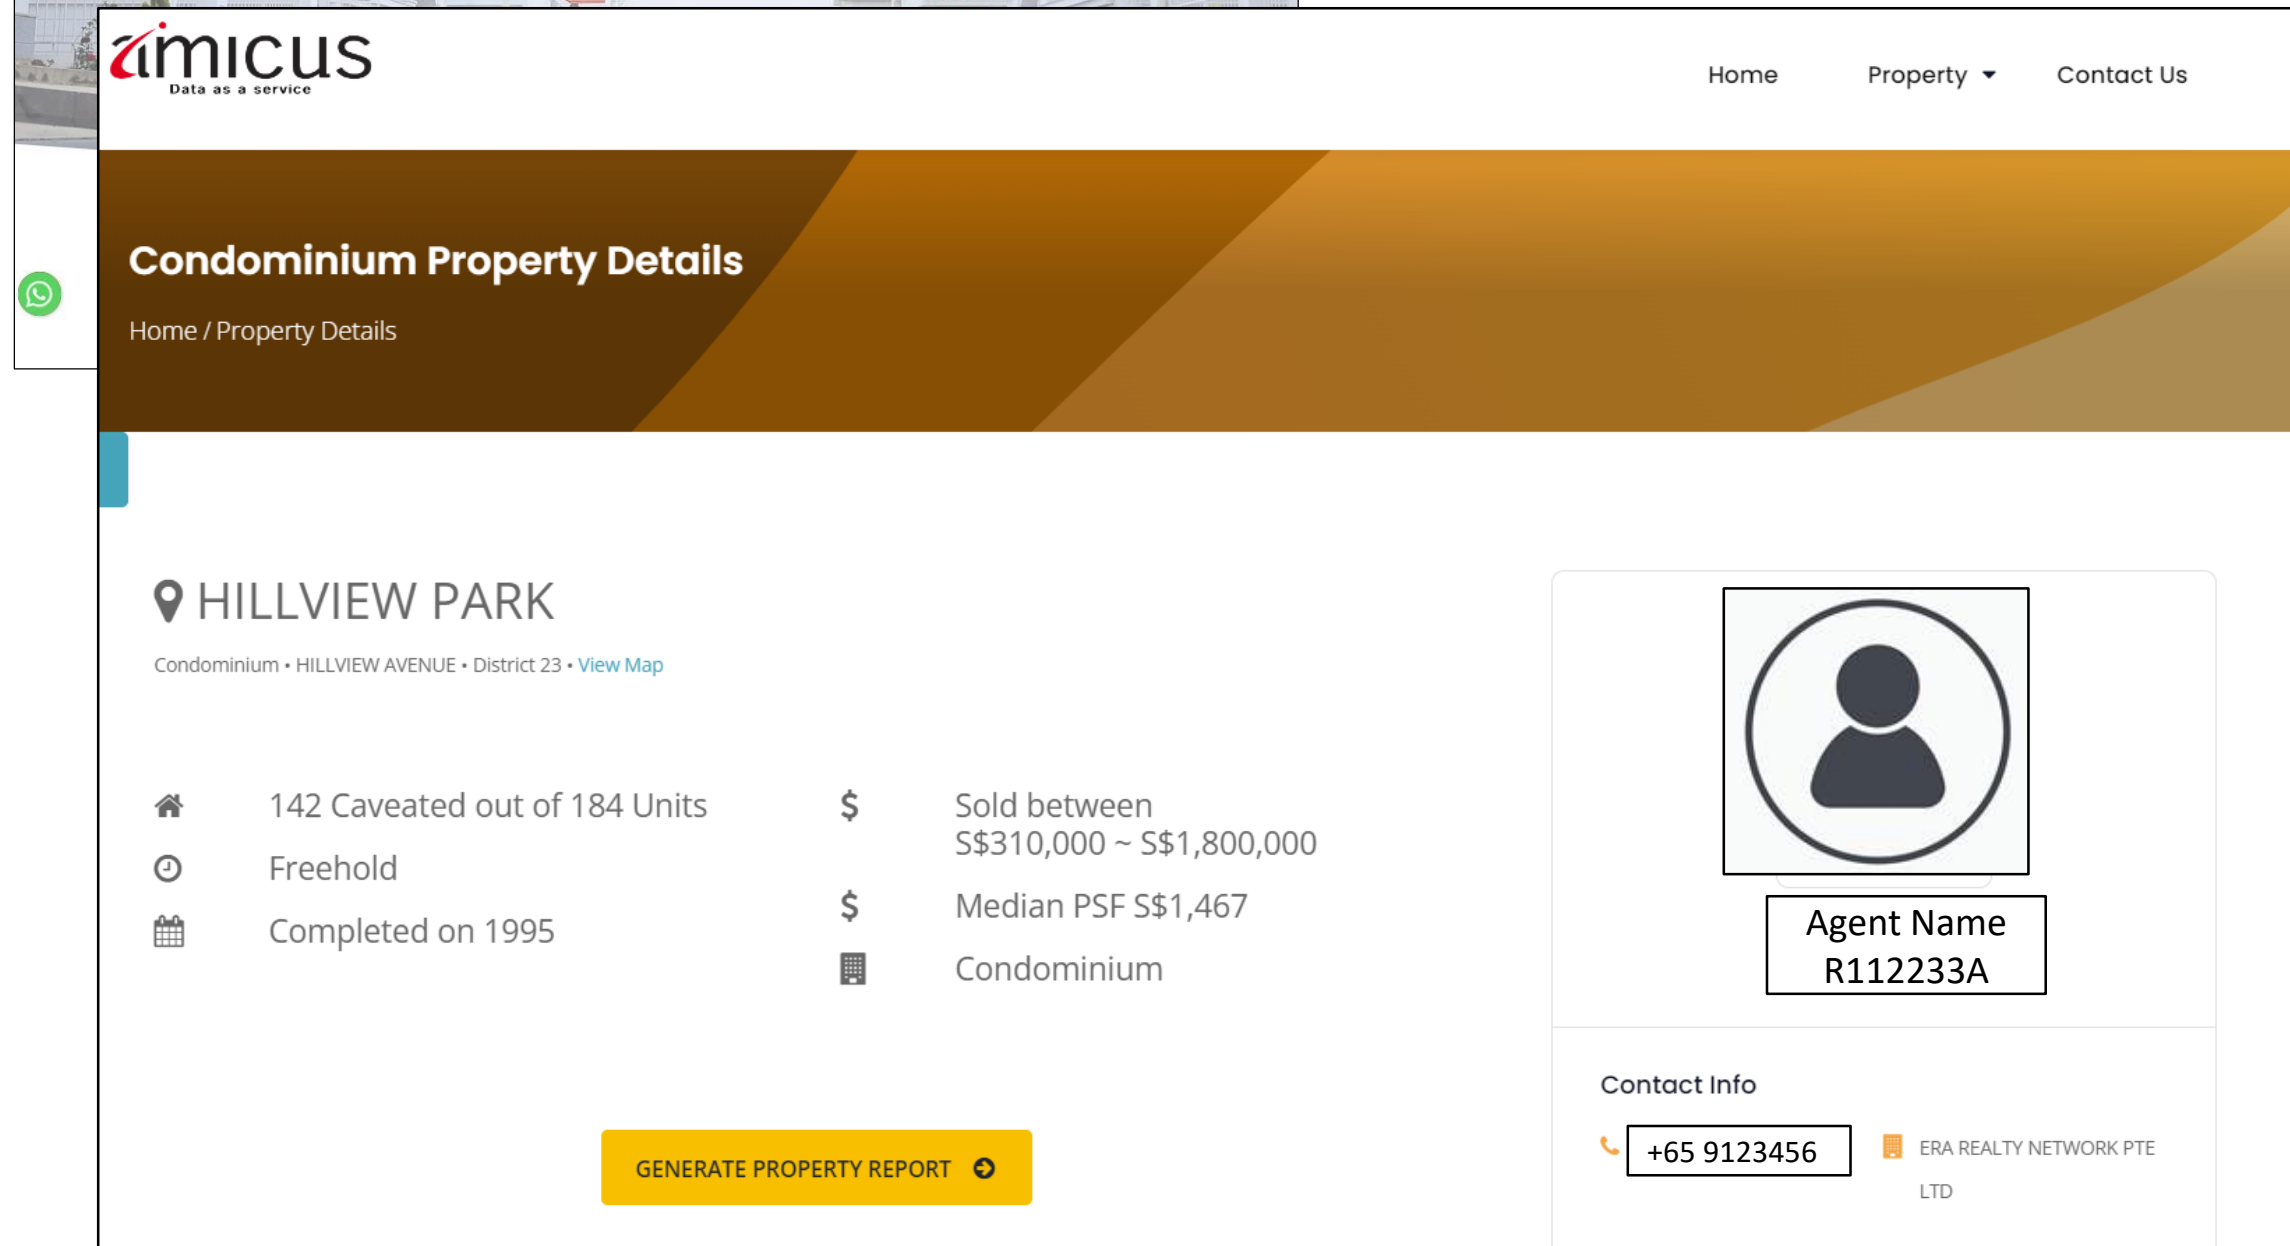 amicus
Data as a service
Home Property Contact Us
Condominium Property Details
Home / Property Details
HILLVIEW PARK
Condominium • HILLVIEW AVENUE • District 23 • View Map
142 Caveated out of 184 Units
Freehold
Completed on 1995
$ Sold between
S$310,000 ~ S$1,800,000
$ Median PSF S$1,467
Condominium
GENERATE PROPERTY REPORT
Agent Name
R112233A
Contact Info
+65 9123456
ERA REALTY NETWORK PTE
LTD